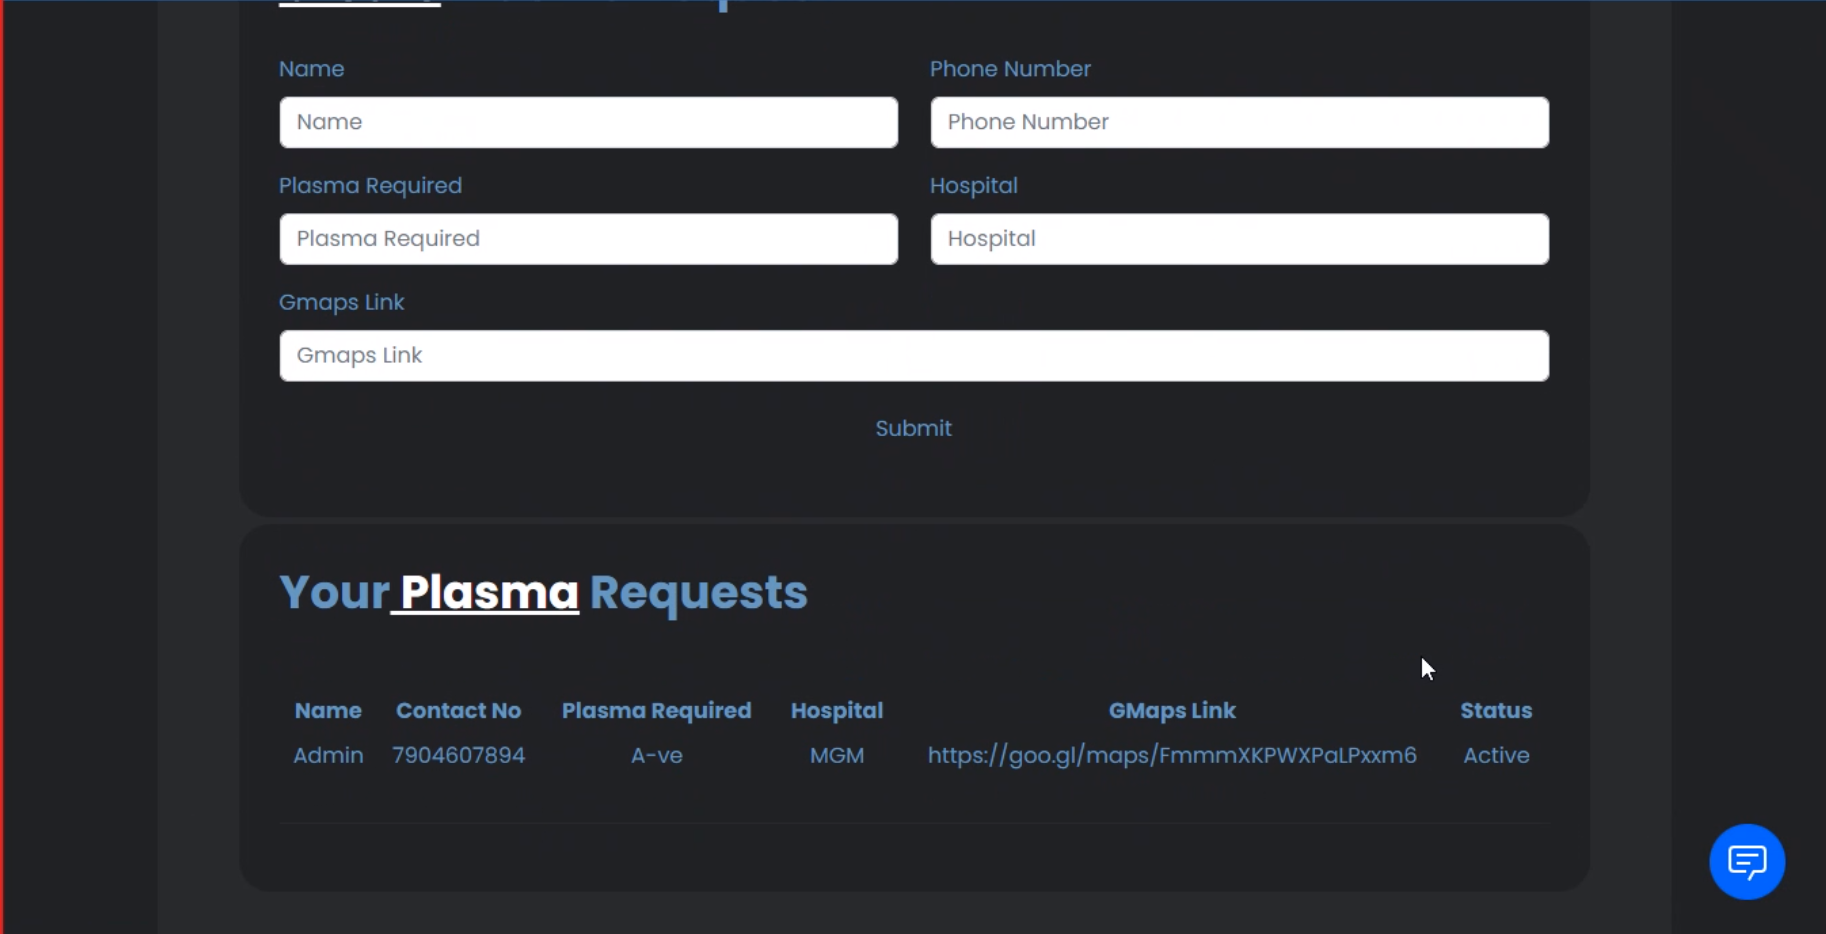 Name Phone Number
Name Phone Number
Plasma Required Hospital
Plasma Required Hospital
Gmaps Link
Gmaps Link
Submit
Your Plasma Requests
Name Contact No Plasma Required Hospital GMaps Link Status
Admin 7904607894 A-ve MGM https://goo.gl/maps/FmmmXKPWXPaLPxxm6 Active